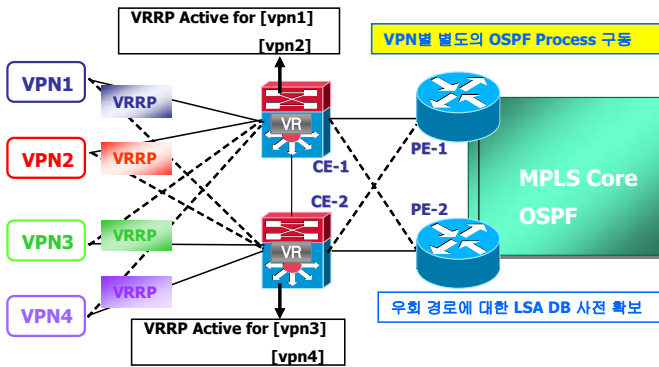 VRRP Active for [vpn1]
[vpn2]
VPN별 별도의 OSPF Process 구동
VPN1
VRRP
VR
CE-1
PE-1
VPN2
VRRP
MPLS Core
OSPF
CE-2
PE-2
VPN3
VRRP
VR
VPN4
VRRP
우회 경로에 대한 LSA DB 사전 확보
VRRP Active for [vpn3]
[vpn4]